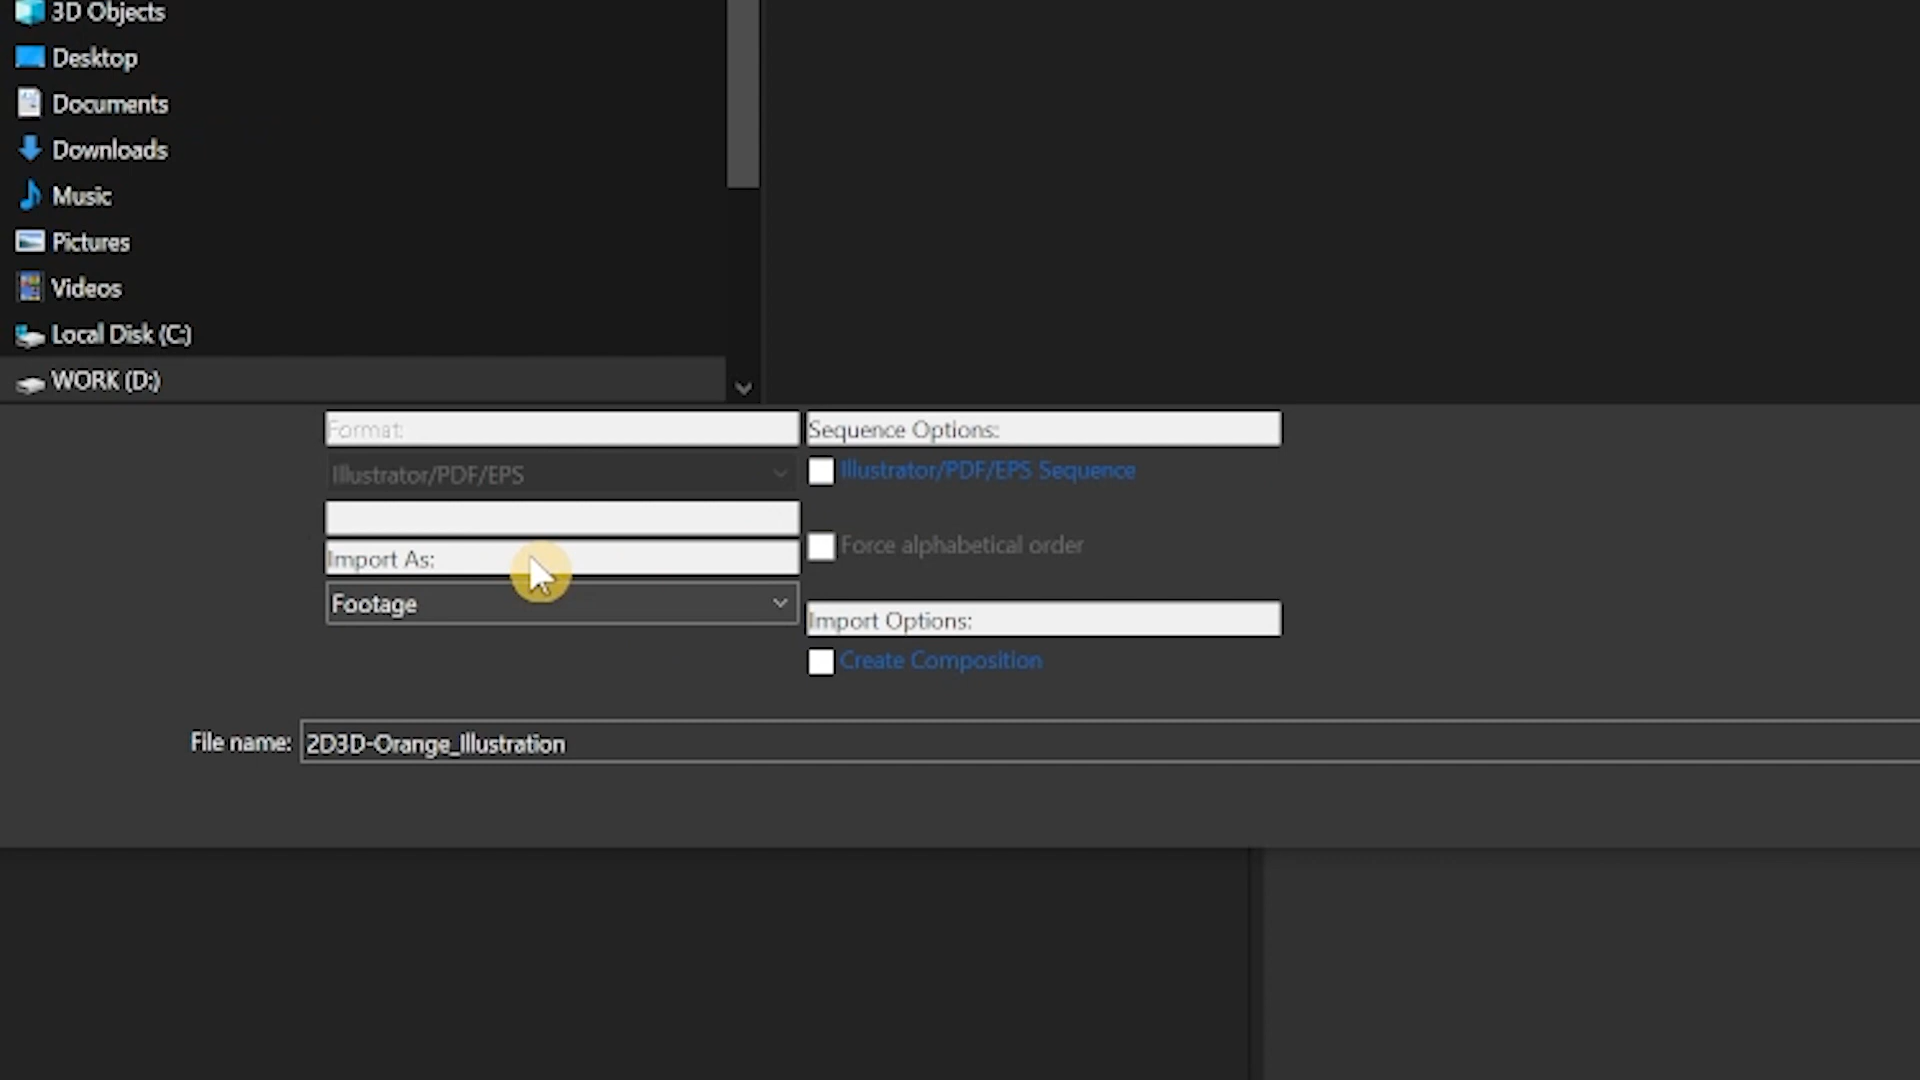 3D Objects
Desktop
Documents
Downloads
Music
Pictures
Videos
Local Disk (C:)
WORK (D:)
Format:
Illustrator/PDF/EPS
Import As:
Footage
Sequence Options:
Illustrator/PDF/EPS Sequence
Force alphabetical order
Import Options:
Create Composition
File name: 2D3D-Orange_Illustration